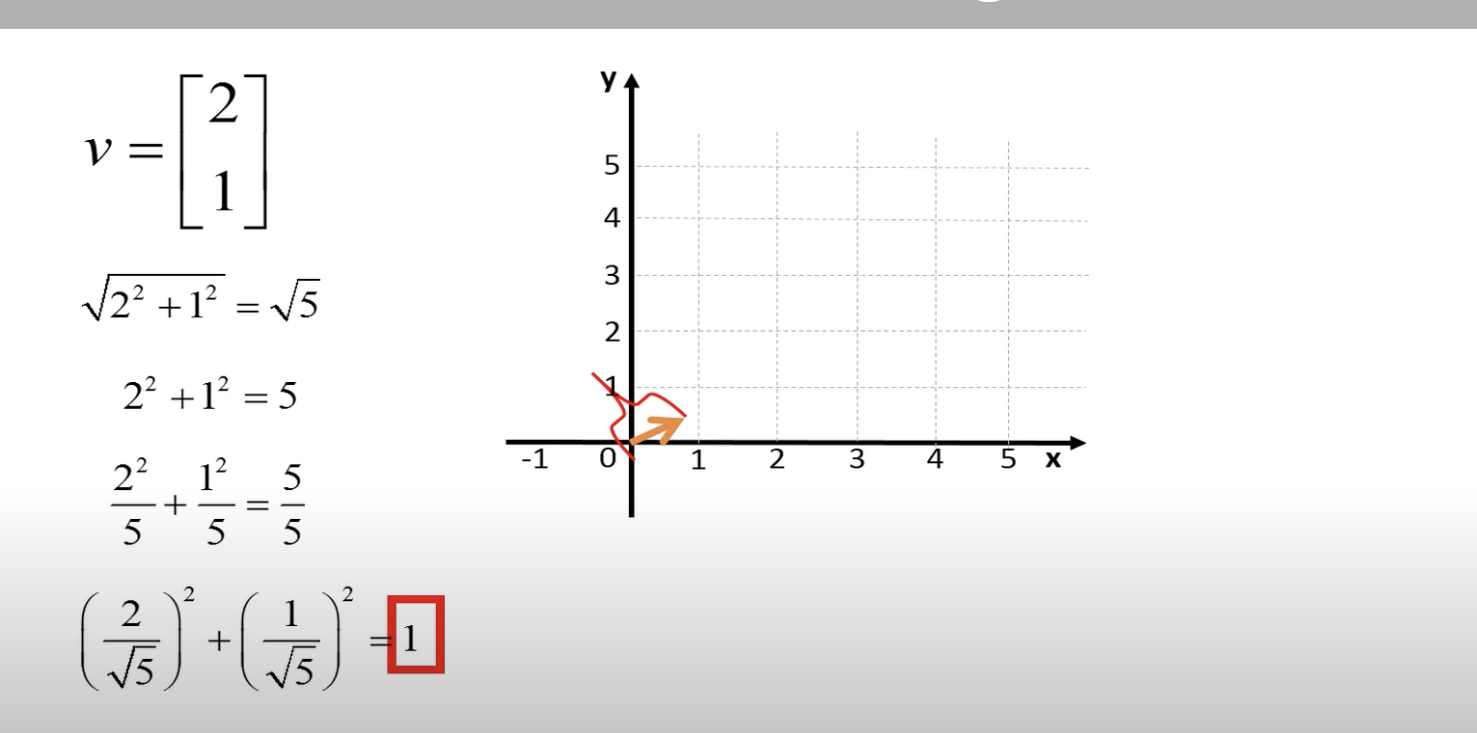 v = [2 1]
√(2² + 1²) = √5
2² + 1² = 5
2²/5 + 1²/5 = 5/5
(2/√5)² + (1/√5)² = 1
y
5
4
3
2
1
-1 0 1 2 3 4 5 x